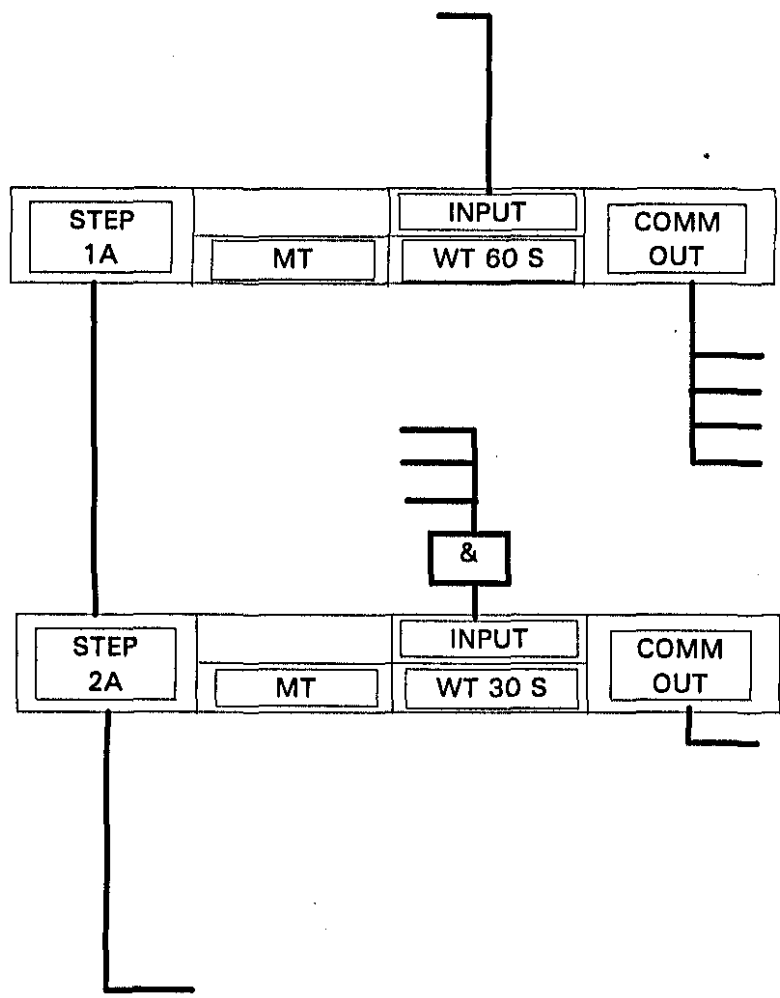 STEP
1A
MT
INPUT
WT 60 S
COMM
OUT
&
STEP
2A
MT
INPUT
WT 30 S
COMM
OUT